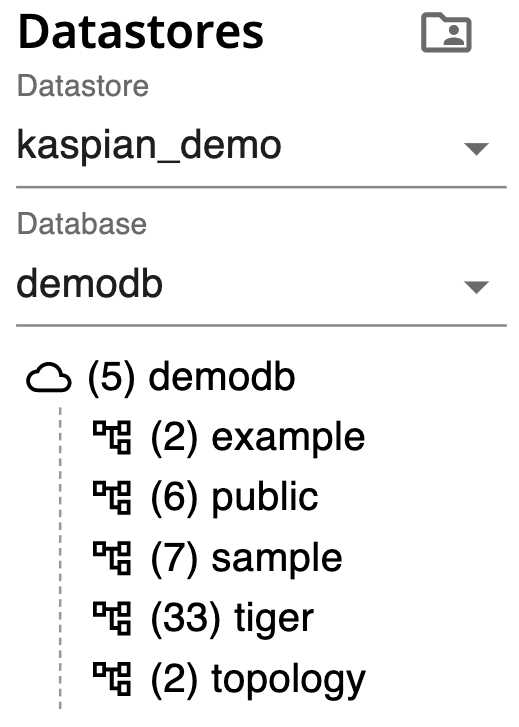 Datastores
Datastore
kaspian_demo
Database
demodb
(5) demodb
(2) example
(6) public
(7) sample
(33) tiger
(2) topology